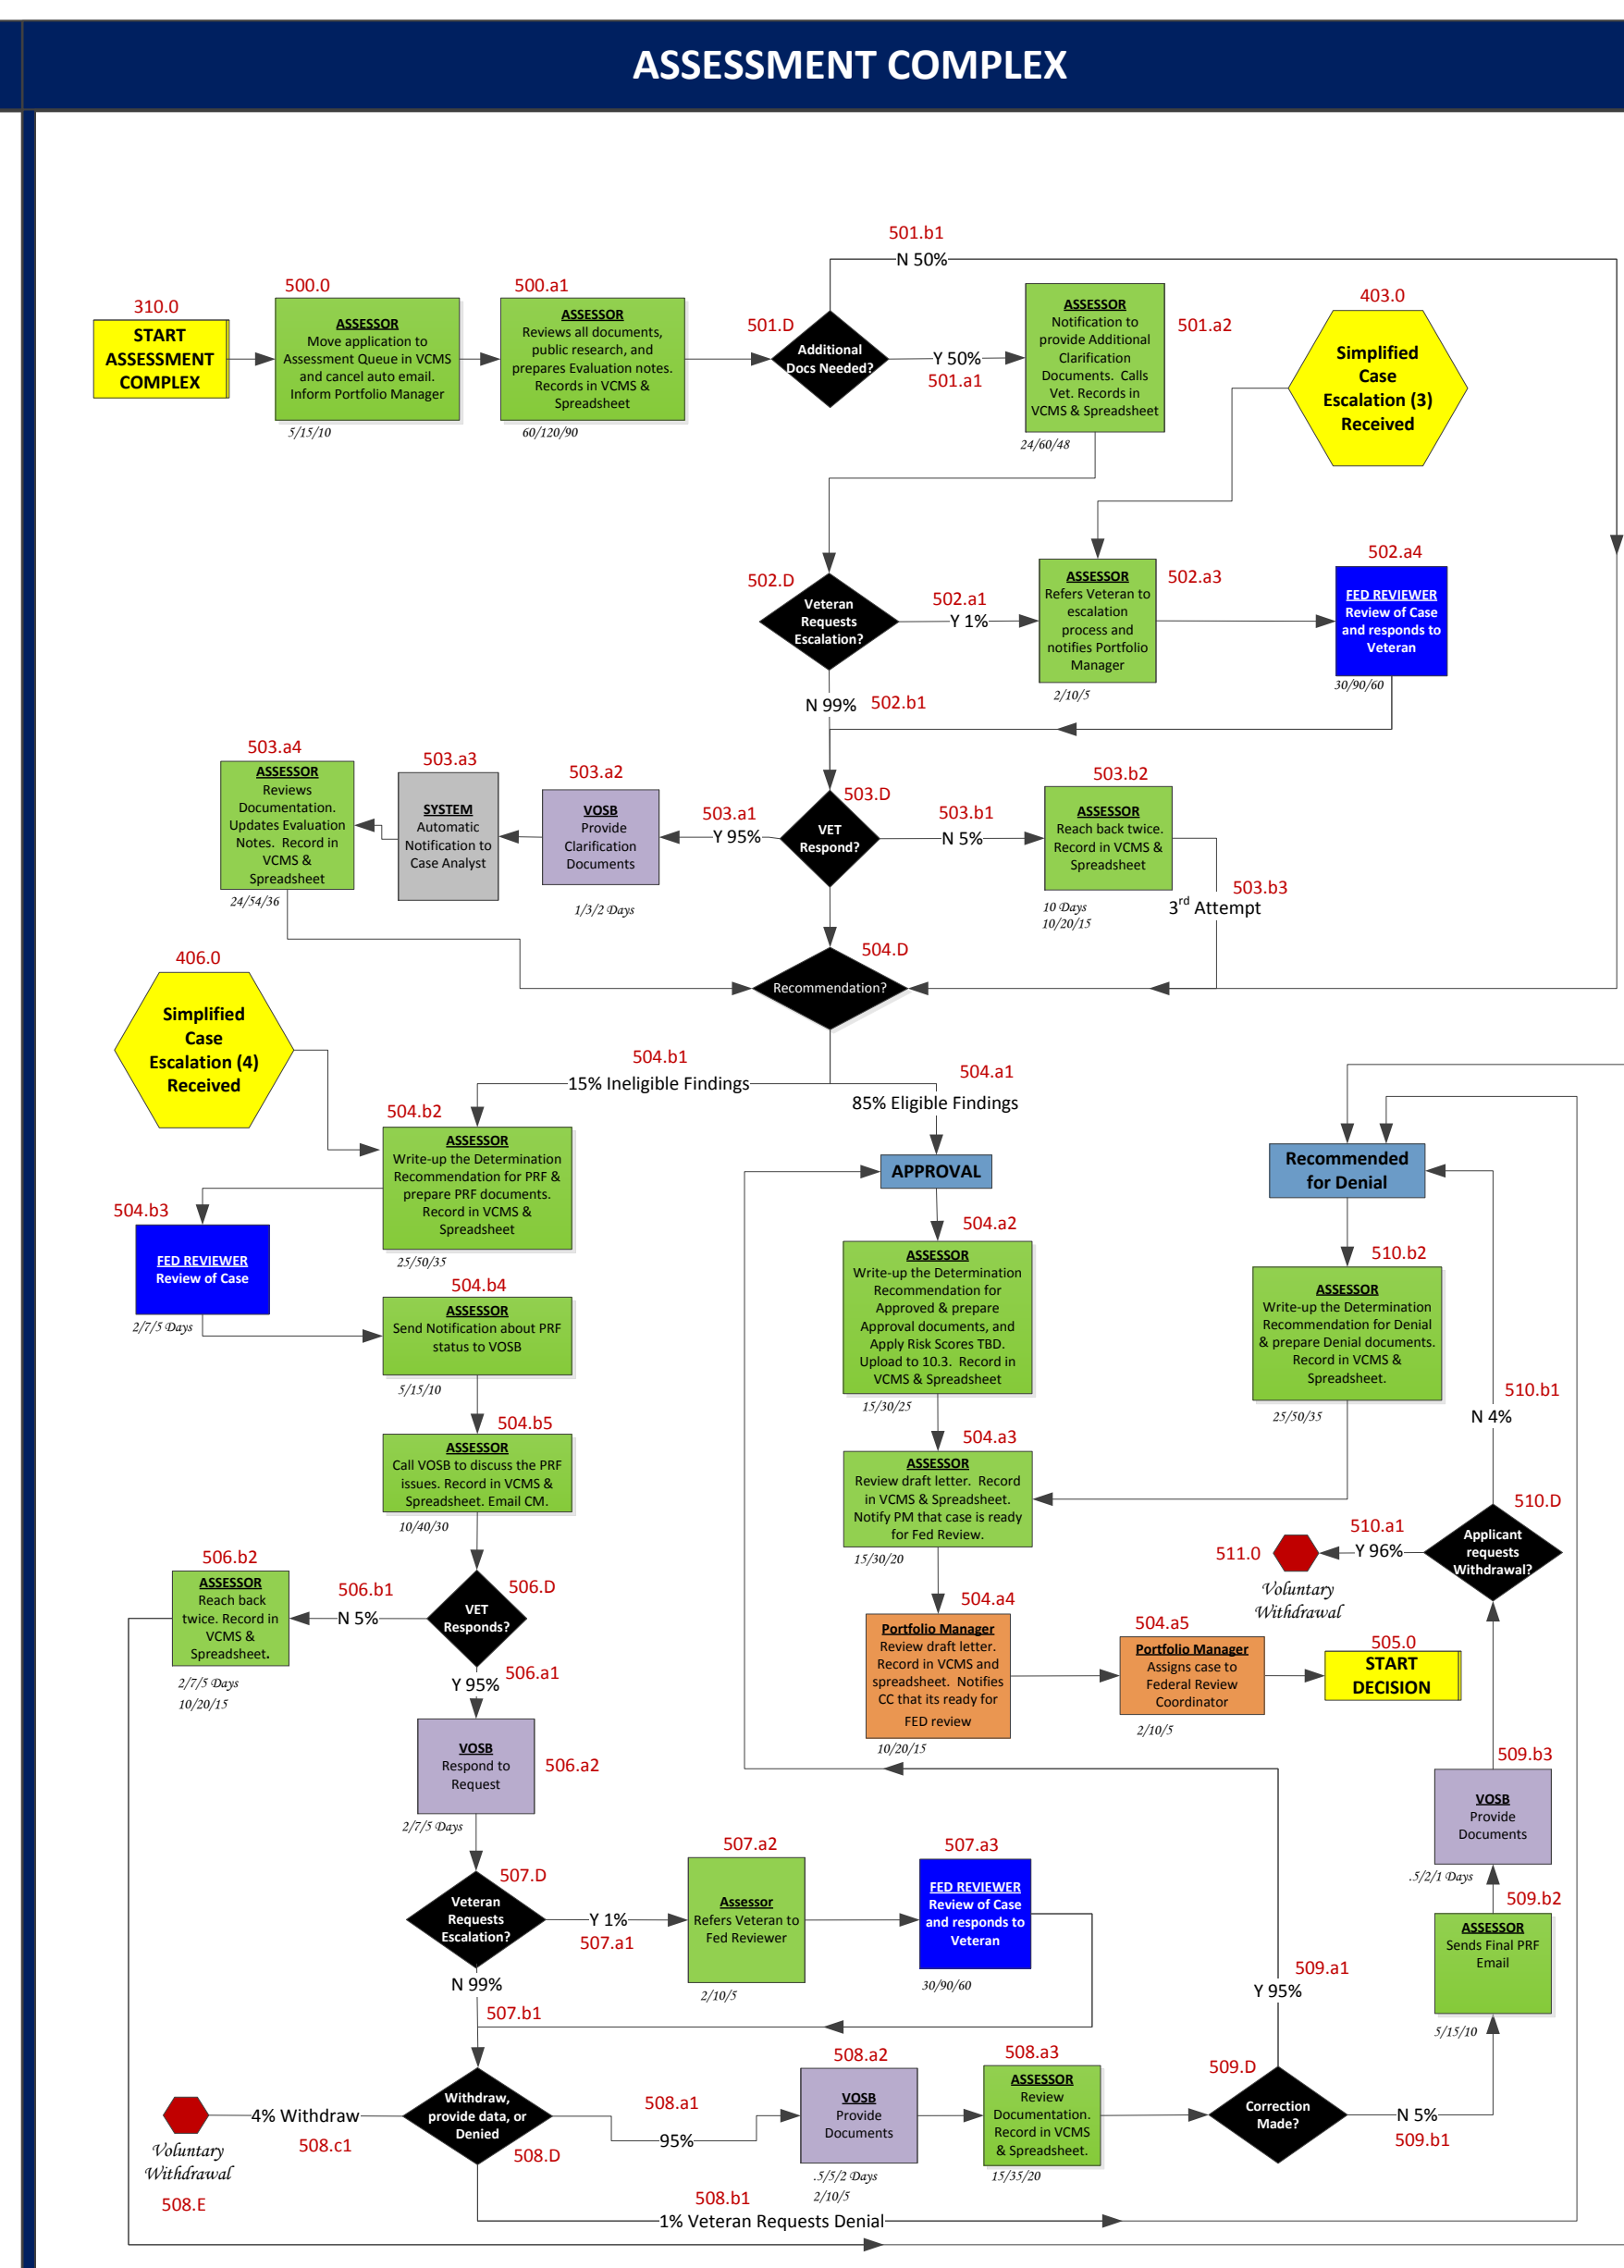 ASSESSMENT COMPLEX
501.b1
N 50%
310.0
START
ASSESSMENT
COMPLEX
500.0
ASSESSOR
Move application to
Assessment Queue in VCMS
and cancel auto email.
Inform Portfolio Manager
5/15/10
500.a1
ASSESSOR
Reviews all documents,
public research, and
prepares Evaluation notes.
Records in VCMS &
Spreadsheet
60/120/90
501.D
Additional
Docs Needed?
Y 50%
501.a1
ASSESSOR
Notification to
provide Additional
Clarification
Documents. Calls
Vet. Records in
VCMS & Spreadsheet
24/60/48
501.a2
403.0
Simplified
Case
Escalation (3)
Received
502.D
Veteran
Requests
Escalation?
502.a1
Y 1%
ASSESSOR
Refers Veteran to
escalation
process and
notifies Portfolio
Manager
2/10/5
502.a3
502.a4
FED REVIEWER
Review of Case
and responds to
Veteran
30/90/60
N 99%
502.b1
503.a4
ASSESSOR
Reviews
Documentation.
Updates Evaluation
Notes. Record in
VCMS &
Spreadsheet
24/54/36
503.a3
SYSTEM
Automatic
Notification to
Case Analyst
503.a2
VOSB
Provide
Clarification
Documents
1/3/2 Days
503.a1
Y 95%
503.D
VET
Respond?
503.b1
N 5%
503.b2
ASSESSOR
Reach back twice.
Record in VCMS &
Spreadsheet
10 Days
10/20/15
503.b3
3rd Attempt
504.D
Recommendation?
406.0
Simplified
Case
Escalation (4)
Received
504.b1
15% Ineligible Findings
504.a1
85% Eligible Findings
504.b2
ASSESSOR
Write-up the Determination
Recommendation for PRF &
prepare PRF documents.
Record in VCMS &
Spreadsheet
25/50/35
504.b3
FED REVIEWER
Review of Case
2/7/5 Days
504.b4
ASSESSOR
Send Notification about PRF
status to VOSB
5/15/10
504.b5
ASSESSOR
Call VOSB to discuss the PRF
issues. Record in VCMS &
Spreadsheet. Email CM.
10/40/30
APPROVAL
504.a2
ASSESSOR
Write-up the Determination
Recommendation for
Approved & prepare
Approval documents, and
Apply Risk Scores TBD.
Upload to 10.3. Record in
VCMS & Spreadsheet
15/30/25
504.a3
ASSESSOR
Review draft letter. Record
in VCMS & Spreadsheet.
Notify PM that case is ready
for Fed Review.
15/30/20
504.a4
Portfolio Manager
Review draft letter.
Record in VCMS and
spreadsheet. Notifies
CC that its ready for
FED review
10/20/15
504.a5
Portfolio Manager
Assigns case to
Federal Review
Coordinator
2/10/5
505.0
START
DECISION
Recommended
for Denial
510.b2
ASSESSOR
Write-up the Determination
Recommendation for Denial
& prepare Denial documents.
Record in VCMS &
Spreadsheet.
25/50/35
510.b1
N 4%
510.D
Applicant
requests
Withdrawal?
510.a1
Y 96%
511.0
Voluntary
Withdrawal
506.b2
ASSESSOR
Reach back
twice. Record in
VCMS &
Spreadsheet.
2/7/5 Days
10/20/15
506.b1
N 5%
506.D
VET
Responds?
506.a1
Y 95%
VOSB
Respond to
Request
2/7/5 Days
506.a2
507.D
Veteran
Requests
Escalation?
Y 1%
507.a1
507.a2
Assessor
Refers Veteran to
Fed Reviewer
2/10/5
507.a3
FED REVIEWER
Review of Case
and responds to
Veteran
30/90/60
N 99%
507.b1
509.b3
VOSB
Provide
Documents
.5/2/1 Days
509.b2
ASSESSOR
Sends Final PRF
Email
5/15/10
509.a1
Y 95%
Withdraw,
provide data, or
Denied
508.D
4% Withdraw
508.c1
Voluntary
Withdrawal
508.E
508.a1
95%
508.a2
VOSB
Provide
Documents
.5/5/2 Days
2/10/5
508.a3
ASSESSOR
Review
Documentation.
Record in VCMS
& Spreadsheet.
15/35/20
509.D
Correction
Made?
N 5%
509.b1
508.b1
1% Veteran Requests Denial